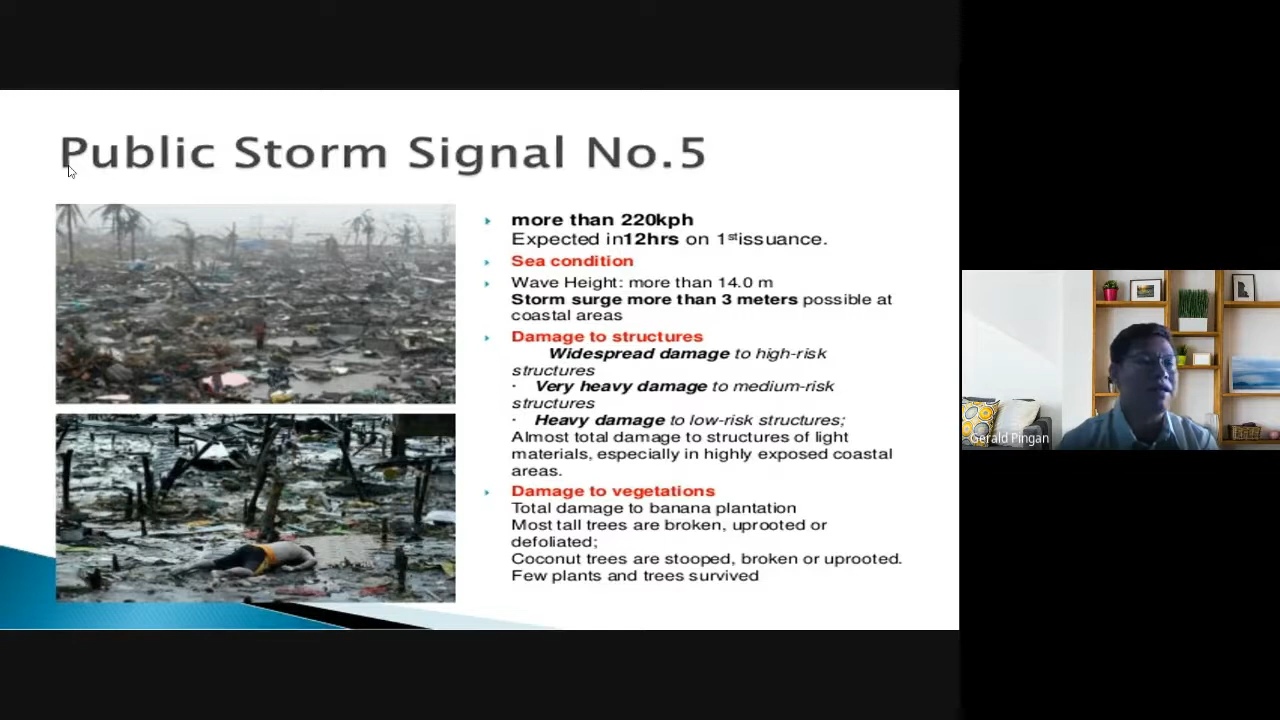 Public Storm Signal No.5
more than 220kph
Expected in12hrs on 1stissuance.
Sea condition
Wave Height: more than 14.0 m
Storm surge more than 3 meters possible at
coastal areas
Damage to structures
Widespread damage to high-risk
structures
· Very heavy damage to medium-risk
structures
· Heavy damage to low-risk structures;
Almost total damage to structures of light
materials, especially in highly exposed coastal
areas.
Damage to vegetations
Total damage to banana plantation
Most tall trees are broken, uprooted or
defoliated;
Coconut trees are stooped, broken or uprooted.
Few plants and trees survived
Gerald Pingan